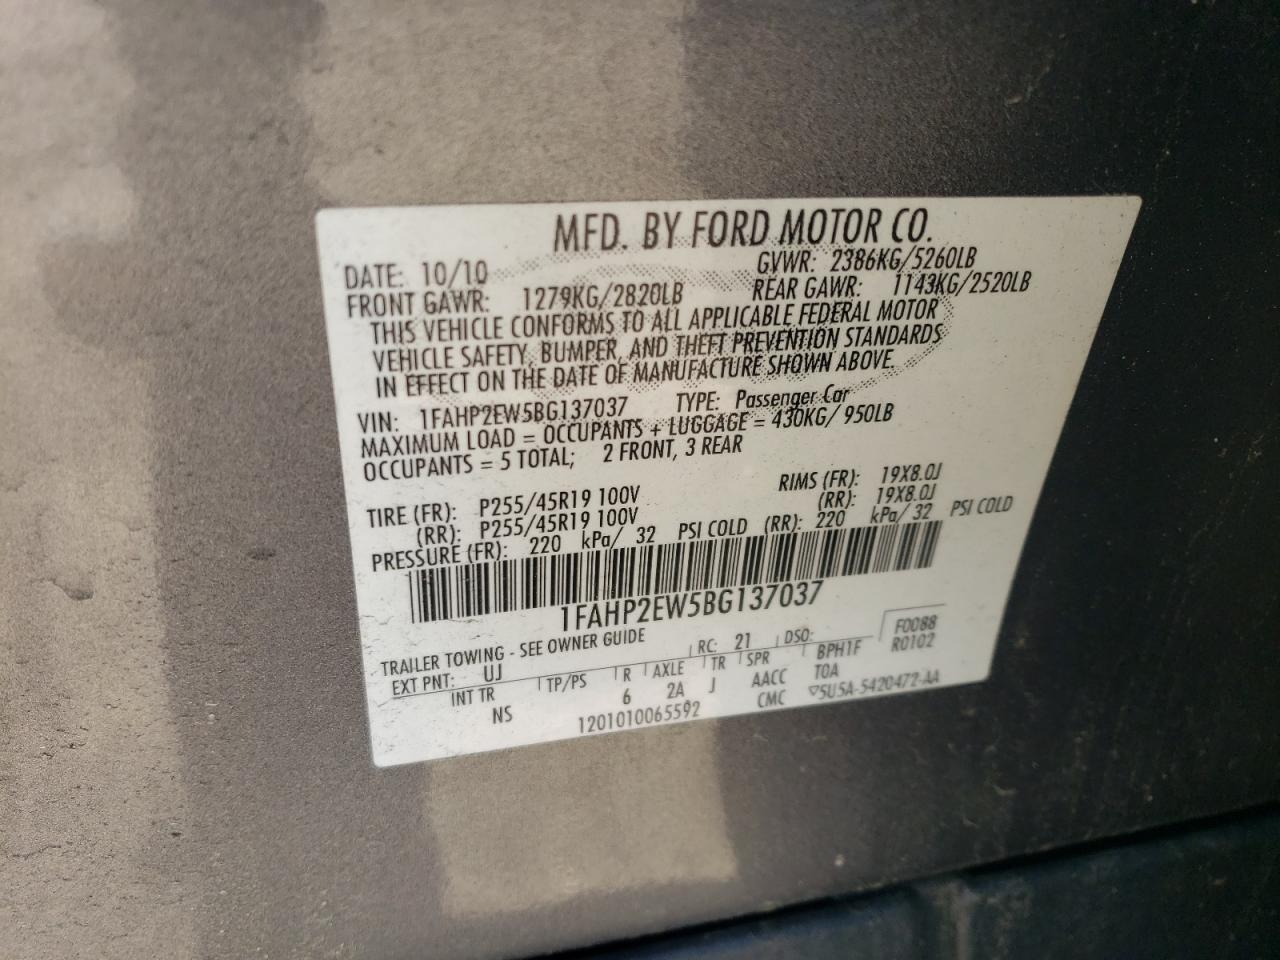 MFD. BY FORD MOTOR CO.
DATE: 10/10 GVWR: 2386KG/5260LB
FRONT GAWR: 1279KG/2820LB REAR GAWR: 1143KG/2520LB
THIS VEHICLE CONFORMS TO ALL APPLICABLE FEDERAL MOTOR
VEHICLE SAFETY, BUMPER, AND THEFT PREVENTION STANDARDS
IN EFFECT ON THE DATE OF MANUFACTURE SHOWN ABOVE.
VIN: 1FAHP2EW5BG137037 TYPE: Passenger Car
MAXIMUM LOAD = OCCUPANTS + LUGGAGE = 430KG/ 950LB
OCCUPANTS = 5 TOTAL; 2 FRONT, 3 REAR
TIRE (FR): P255/45R19 100V RIMS (FR): 19X8.0J
(RR): P255/45R19 100V (RR): 19X8.0J
PRESSURE (FR): 220 kPa/ 32 PSI COLD (RR): 220 kPa/ 32 PSI COLD
1FAHP2EW5BG137037
TRAILER TOWING - SEE OWNER GUIDE
EXT PNT: UJ RC: 21 DSO: F0088
R0102
INT TR TP/PS R AXLE TR SPR BPH1F
NS 6 2A J AACC TOA
1201010065592 CMC ▽5U5A-5420472-AA